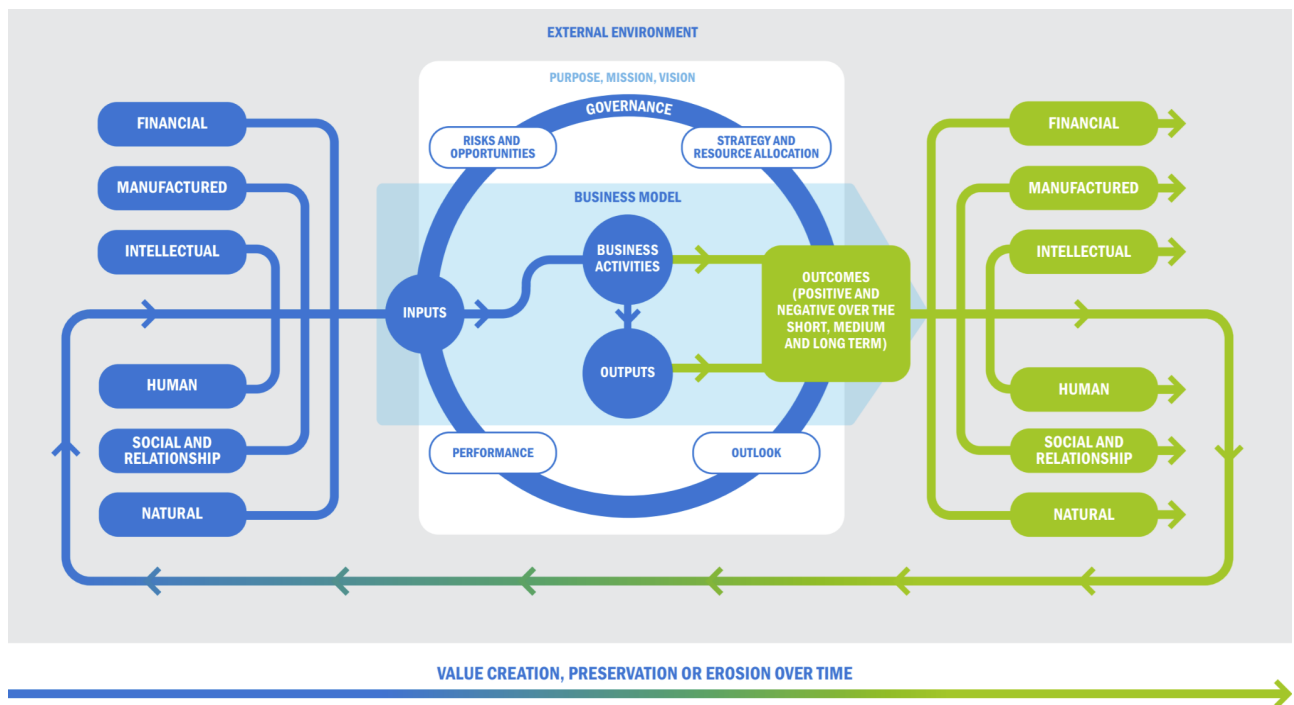 EXTERNAL ENVIRONMENT
PURPOSE, MISSION, VISION
GOVERNANCE
RISKS AND
OPPORTUNITIES
STRATEGY AND
RESOURCE ALLOCATION
FINANCIAL
MANUFACTURED
INTELLECTUAL
HUMAN
SOCIAL AND
RELATIONSHIP
NATURAL
BUSINESS MODEL
INPUTS
BUSINESS
ACTIVITIES
OUTPUTS
OUTCOMES
(POSITIVE AND
NEGATIVE OVER THE
SHORT, MEDIUM
AND LONG TERM)
PERFORMANCE
OUTLOOK
FINANCIAL
MANUFACTURED
INTELLECTUAL
HUMAN
SOCIAL AND
RELATIONSHIP
NATURAL
VALUE CREATION, PRESERVATION OR EROSION OVER TIME